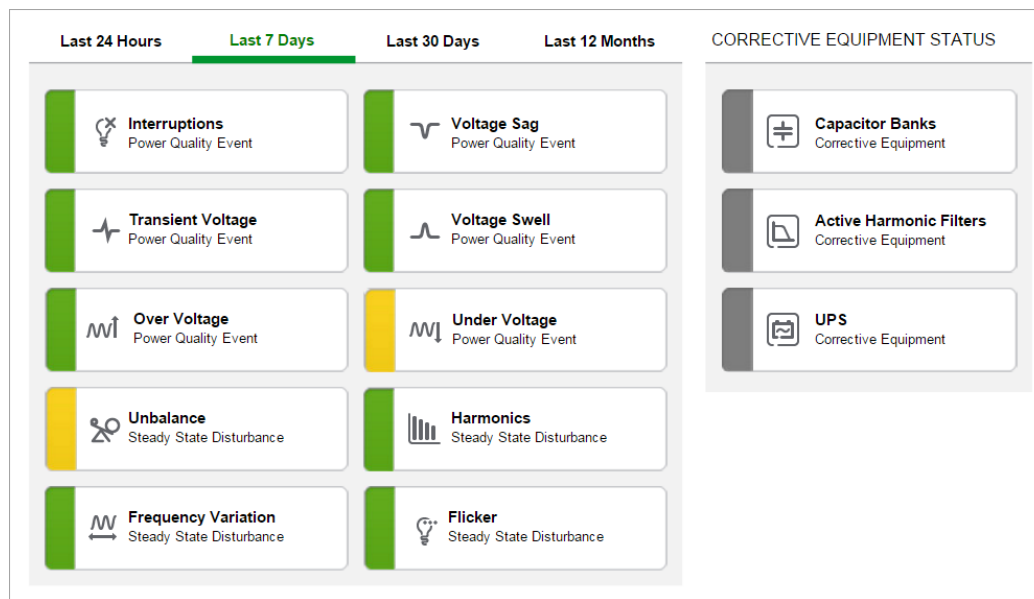 Last 24 Hours
Last 7 Days
Last 30 Days
Last 12 Months
CORRECTIVE EQUIPMENT STATUS
Interruptions
Power Quality Event
Voltage Sag
Power Quality Event
Capacitor Banks
Corrective Equipment
Transient Voltage
Power Quality Event
Voltage Swell
Power Quality Event
Active Harmonic Filters
Corrective Equipment
Over Voltage
Power Quality Event
Under Voltage
Power Quality Event
UPS
Corrective Equipment
Unbalance
Steady State Disturbance
Harmonics
Steady State Disturbance
Frequency Variation
Steady State Disturbance
Flicker
Steady State Disturbance